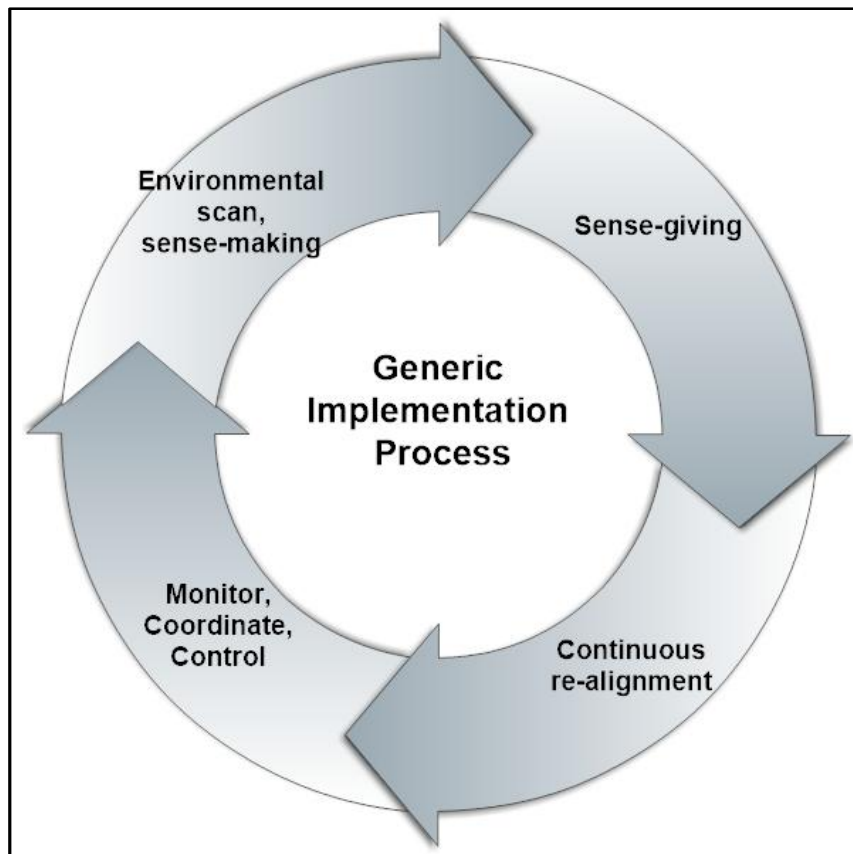 Environmental
scan,
sense-making
Sense-giving
Generic
Implementation
Process
Monitor,
Coordinate,
Control
Continuous
re-alignment